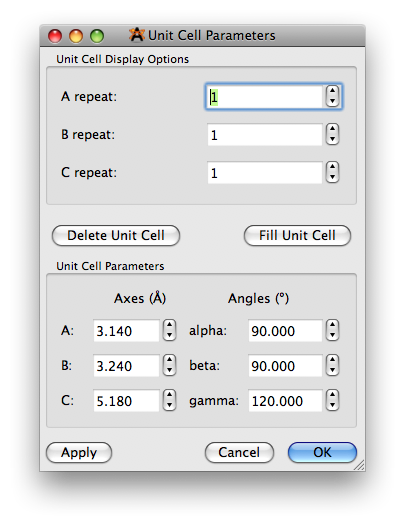 Unit Cell Parameters
Unit Cell Display Options
A repeat: 1
B repeat: 1
C repeat: 1
Delete Unit Cell Fill Unit Cell
Unit Cell Parameters
Axes (Å) Angles (°)
A: 3.140 alpha: 90.000
B: 3.240 beta: 90.000
C: 5.180 gamma: 120.000
Apply Cancel OK